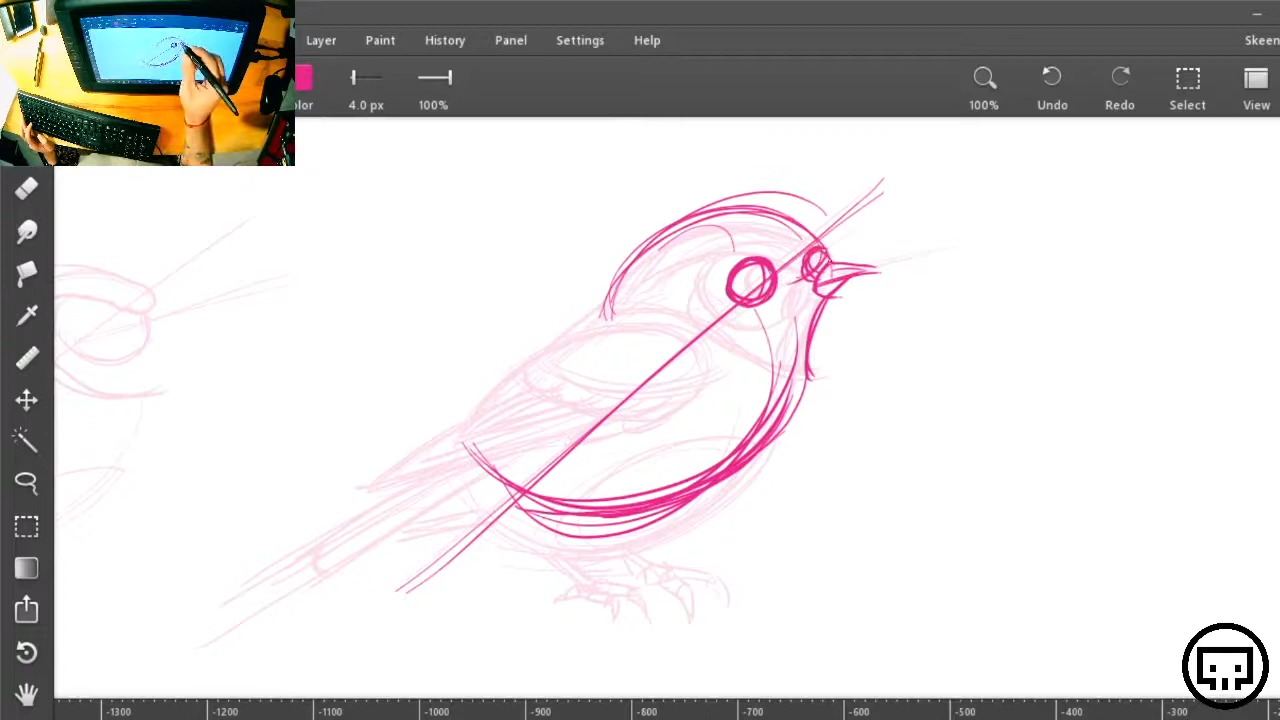 Layer Paint History Panel Settings Help Skeen
olor 4.0 px 100% 100% Undo Redo Select View
-1300 -1200 -1100 -1000 -900 -800 -700 -600 -500 -400 -300